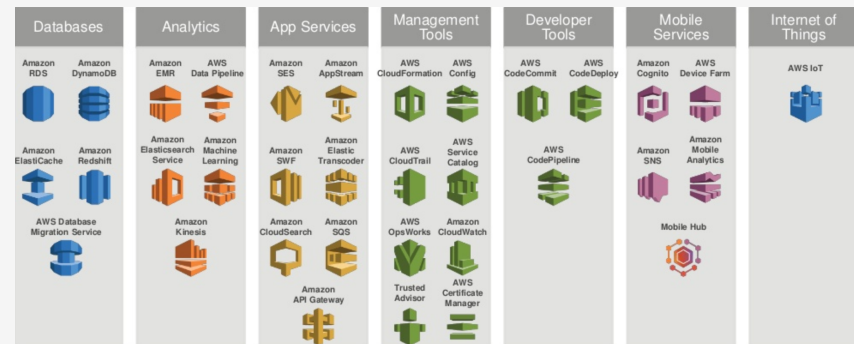 Databases
Amazon
RDS
Amazon
DynamoDB
Amazon
ElastiCache
Amazon
Redshift
AWS Database
Migration Service
Analytics
Amazon
EMR
AWS
Data Pipeline
Amazon
Elasticsearch
Service
Amazon
Machine
Learning
Amazon
Kinesis
App Services
Amazon
SES
Amazon
AppStream
Amazon
SWF
Amazon
Elastic
Transcoder
Amazon
CloudSearch
Amazon
SQS
Amazon
API Gateway
Management
Tools
AWS
CloudFormation
AWS
Config
AWS
CloudTrail
AWS
Service
Catalog
AWS
OpsWorks
Amazon
CloudWatch
Trusted
Advisor
AWS
Certificate
Manager
Developer
Tools
AWS
CodeCommit
AWS
CodeDeploy
AWS
CodePipeline
Mobile
Services
Amazon
Cognito
AWS
Device Farm
Amazon
SNS
Amazon
Mobile
Analytics
Mobile Hub
Internet of
Things
AWS IoT